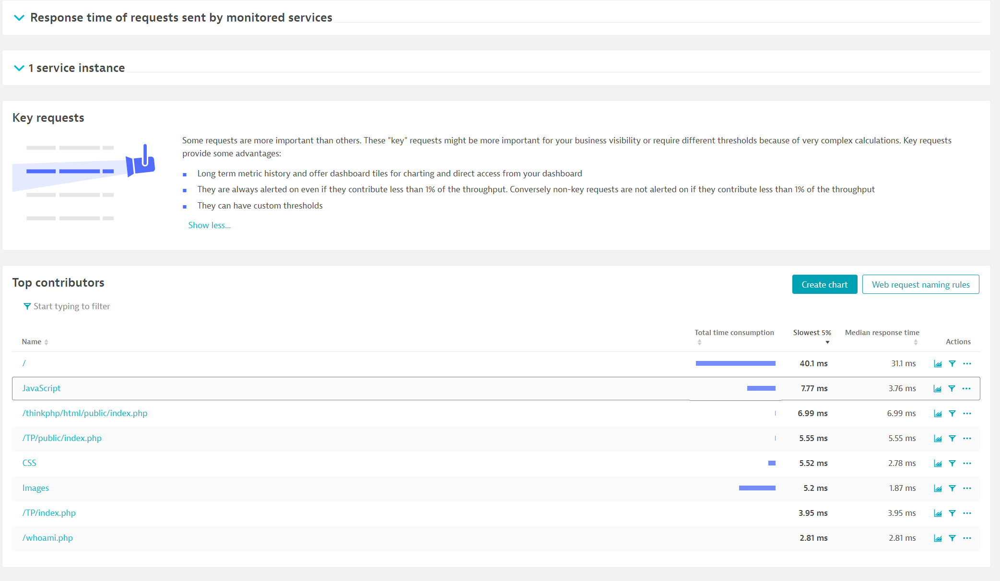 Response time of requests sent by monitored services
1 service instance
Key requests
Some requests are more important than others. These "key" requests might be more important for your business visibility or require different thresholds because of very complex calculations. Key requests
provide some advantages:
Long term metric history and offer dashboard tiles for charting and direct access from your dashboard
They are always alerted on even if they contribute less than 1% of the throughput. Conversely non-key requests are not alerted on if they contribute less than 1% of the throughput
They can have custom thresholds
Show less...
Top contributors
Create chart
Web request naming rules
Start typing to filter
Name Total time consumption Slowest 5% Median response time Actions
/ 40.1 ms 31.1 ms
JavaScript 7.77 ms 3.76 ms
/thinkphp/html/public/index.php 6.99 ms 6.99 ms
/TP/public/index.php 5.55 ms 5.55 ms
CSS 5.52 ms 2.78 ms
Images 5.2 ms 1.87 ms
/TP/index.php 3.95 ms 3.95 ms
/whoami.php 2.81 ms 2.81 ms